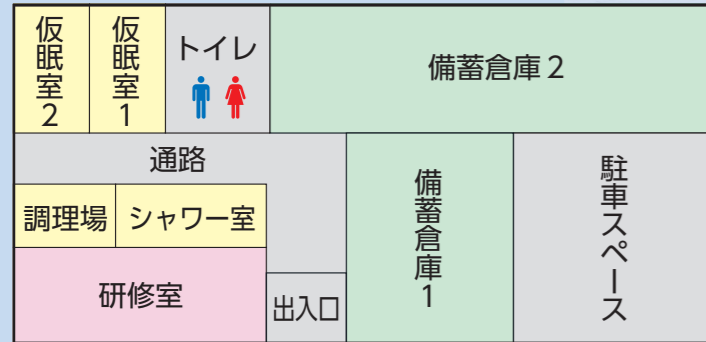 仮眠室2
仮眠室1
トイレ
備蓄倉庫2
通路
調理場
シャワー室
備蓄倉庫1
駐車スペース
研修室
出入口